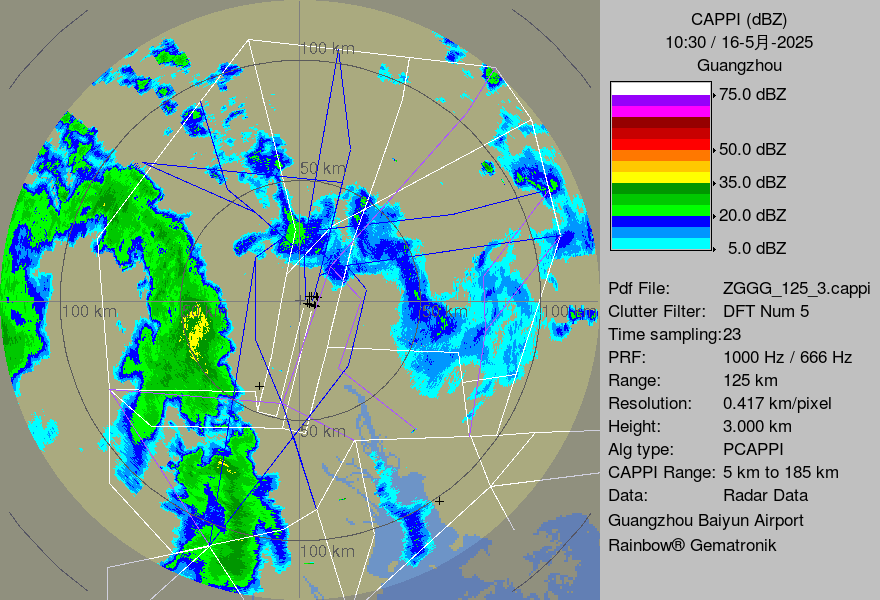 CAPPI (dBZ)
10:30 / 16-5月-2025
Guangzhou
75.0 dBZ
50.0 dBZ
35.0 dBZ
20.0 dBZ
5.0 dBZ
100 km
50 km
100 km
50 km
100 km
50 km
100 km
Pdf File: ZGGG_125_3.cappi
Clutter Filter: DFT Num 5
Time sampling:23
PRF: 1000 Hz / 666 Hz
Range: 125 km
Resolution: 0.417 km/pixel
Height: 3.000 km
Alg type: PCAPPI
CAPPI Range: 5 km to 185 km
Data: Radar Data
Guangzhou Baiyun Airport
Rainbow® Gematronik